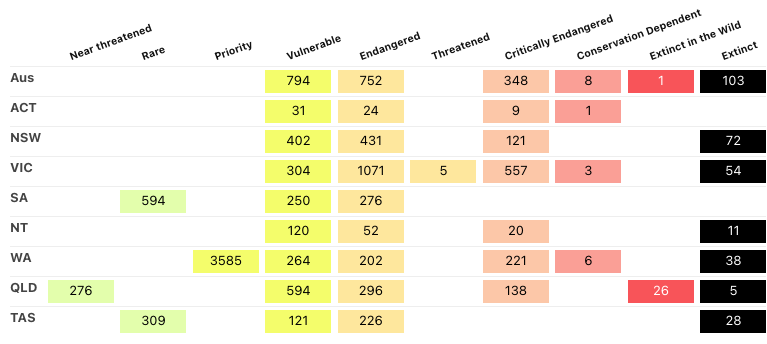 Near threatened Rare Priority Vulnerable Endangered Threatened Critically Endangered Conservation Dependent Extinct in the Wild Extinct
Aus 794 752 348 8 1 103
ACT 31 24 9 1
NSW 402 431 121 72
VIC 304 1071 5 557 3 54
SA 594 250 276
NT 120 52 20 11
WA 3585 264 202 221 6 38
QLD 276 594 296 138 26 5
TAS 309 121 226 28